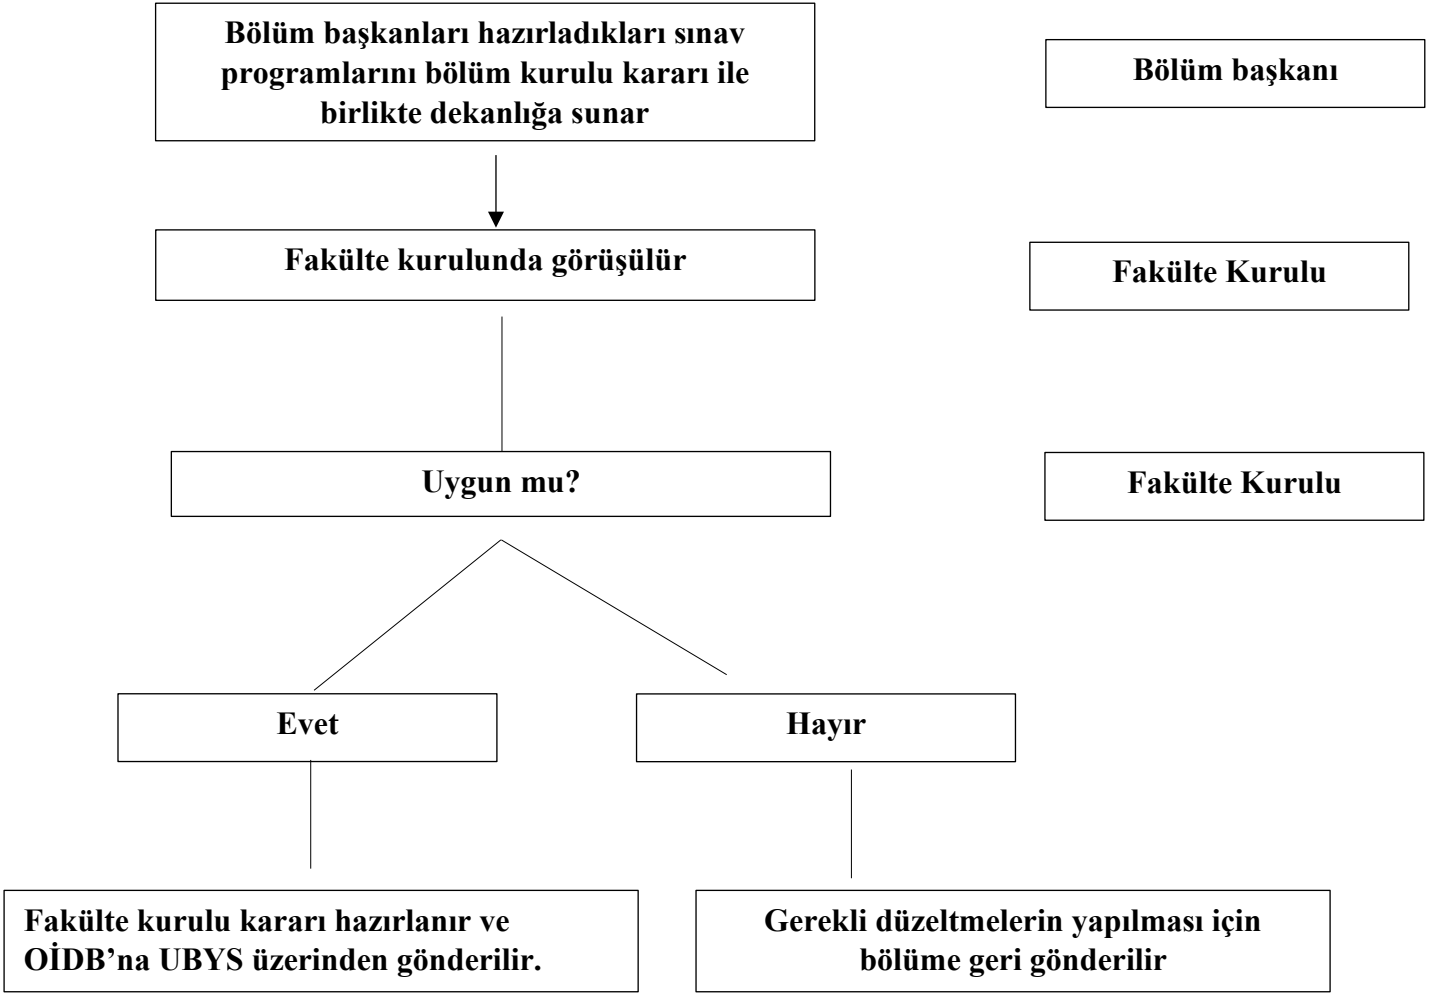 Bölüm başkanları hazırladıkları sınav
programlarını bölüm kurulu kararı ile
birlikte dekanlığa sunar
Bölüm başkanı
Fakülte kurulunda görüşülür
Fakülte Kurulu
Uygun mu?
Fakülte Kurulu
Evet
Hayır
Fakülte kurulu kararı hazırlanır ve
OİDB’na UBYS üzerinden gönderilir.
Gerekli düzeltmelerin yapılması için
bölüme geri gönderilir